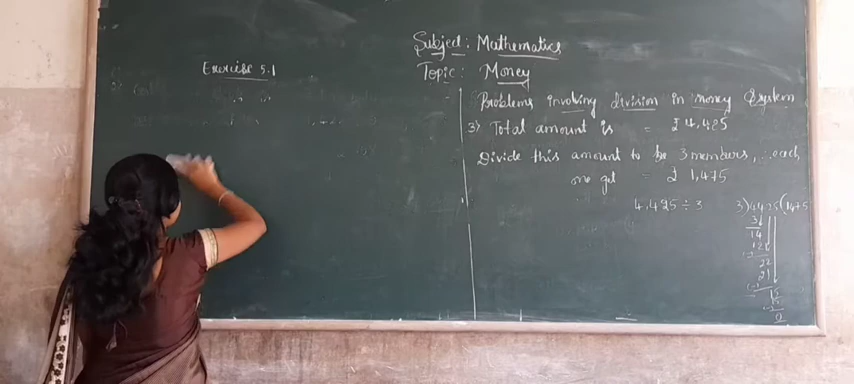 Exercise 5.1
Subject: Mathematics
Topic: Money
Problems involving division in money system
3) Total amount is = ₹ 4,425
Divide this amount to be 3 members, ∴ each
one get = ₹ 1,475
4,425 ÷ 3
3) 4425 (1475
3
14
12
22
21
15
15
0